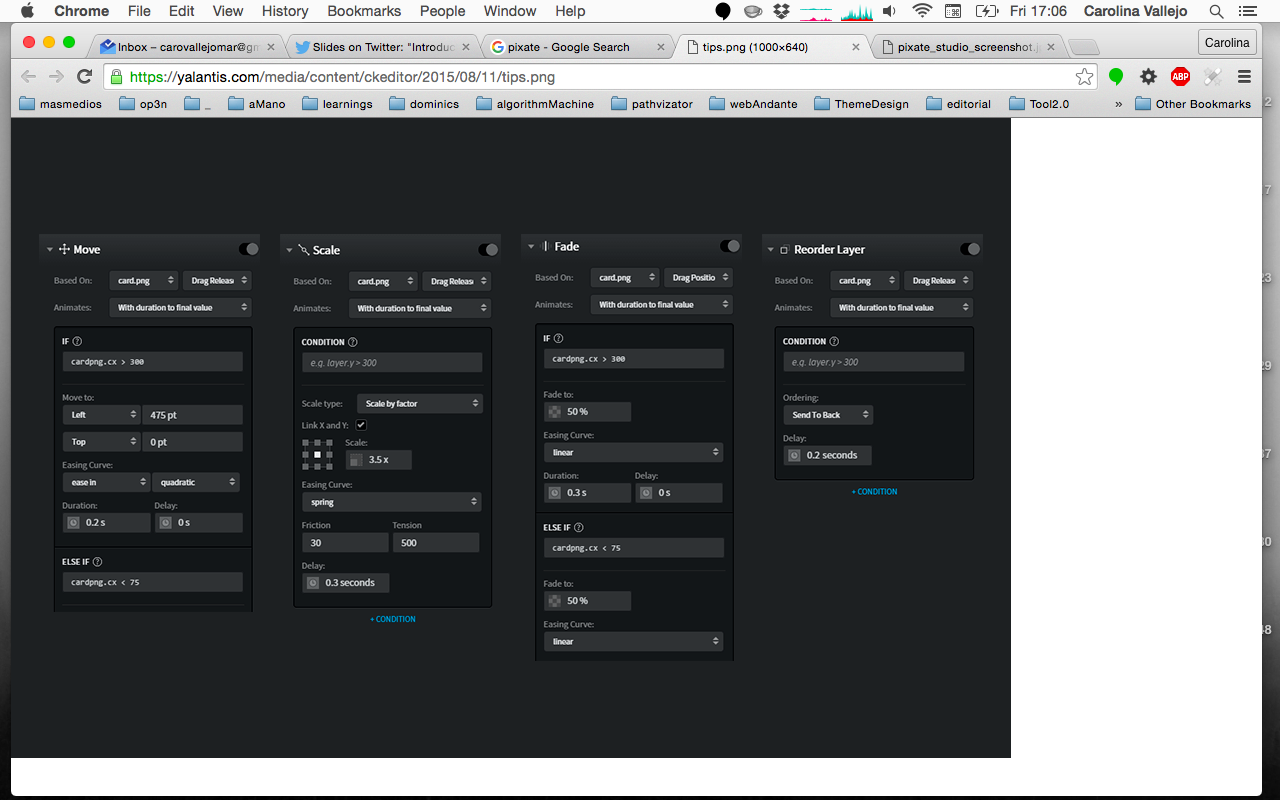 Chrome File Edit View History Bookmarks People Window Help Fri 17:06 Carolina Vallejo
Inbox – carovallejomar@gm
Slides on Twitter: "Introduc
pixate - Google Search
tips.png (1000×640)
pixate_studio_screenshot.j
Carolina
https://yalantis.com/media/content/ckeditor/2015/08/11/tips.png
ABP
masmedios op3n _ aMano learnings dominics algorithmMachine pathvizator webAndante ThemeDesign editorial Tool2.0 » Other Bookmarks
Move
Based On: card.png Drag Releas
Animates: With duration to final value
IF ?
cardpng.cx > 300
Move to:
Left 475 pt
Top 0 pt
Easing Curve:
ease in quadratic
Duration: Delay:
0.2 s 0 s
ELSE IF ?
cardpng.cx < 75
Scale
Based On: card.png Drag Releas
Animates: With duration to final value
CONDITION ?
e.g. layer.y > 300
Scale type: Scale by factor
Link X and Y:
Scale:
3.5 x
Easing Curve:
spring
Friction Tension
30 500
Delay:
0.3 seconds
+ CONDITION
Fade
Based On: card.png Drag Positio
Animates: With duration to final value
IF ?
cardpng.cx > 300
Fade to:
50 %
Easing Curve:
linear
Duration: Delay:
0.3 s 0 s
ELSE IF ?
cardpng.cx < 75
Fade to:
50 %
Easing Curve:
linear
Reorder Layer
Based On: card.png Drag Releas
Animates: With duration to final value
CONDITION ?
e.g. layer.y > 300
Ordering:
Send To Back
Delay:
0.2 seconds
+ CONDITION